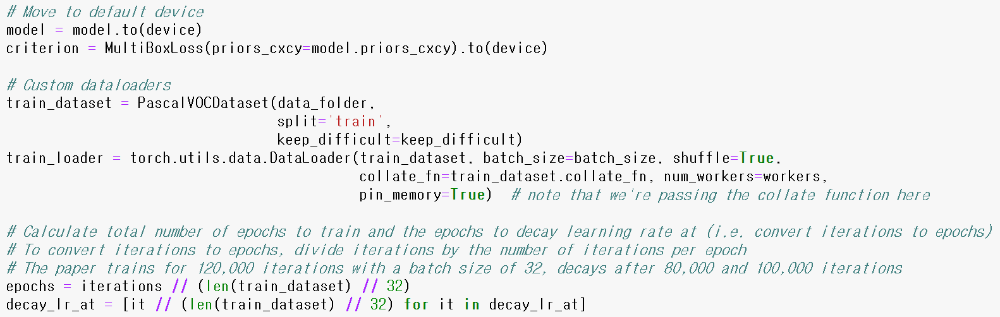 # Move to default device
model = model.to(device)
criterion = MultiBoxLoss(priors_cxcy=model.priors_cxcy).to(device)
# Custom dataloaders
train_dataset = PascalVOCDataset(data_folder,
split='train',
keep_difficult=keep_difficult)
train_loader = torch.utils.data.DataLoader(train_dataset, batch_size=batch_size, shuffle=True,
collate_fn=train_dataset.collate_fn, num_workers=workers,
pin_memory=True)  # note that we're passing the collate function here
# Calculate total number of epochs to train and the epochs to decay learning rate at (i.e. convert iterations to epochs)
# To convert iterations to epochs, divide iterations by the number of iterations per epoch
# The paper trains for 120,000 iterations with a batch size of 32, decays after 80,000 and 100,000 iterations
epochs = iterations // (len(train_dataset) // 32)
decay_lr_at = [it // (len(train_dataset) // 32) for it in decay_lr_at]